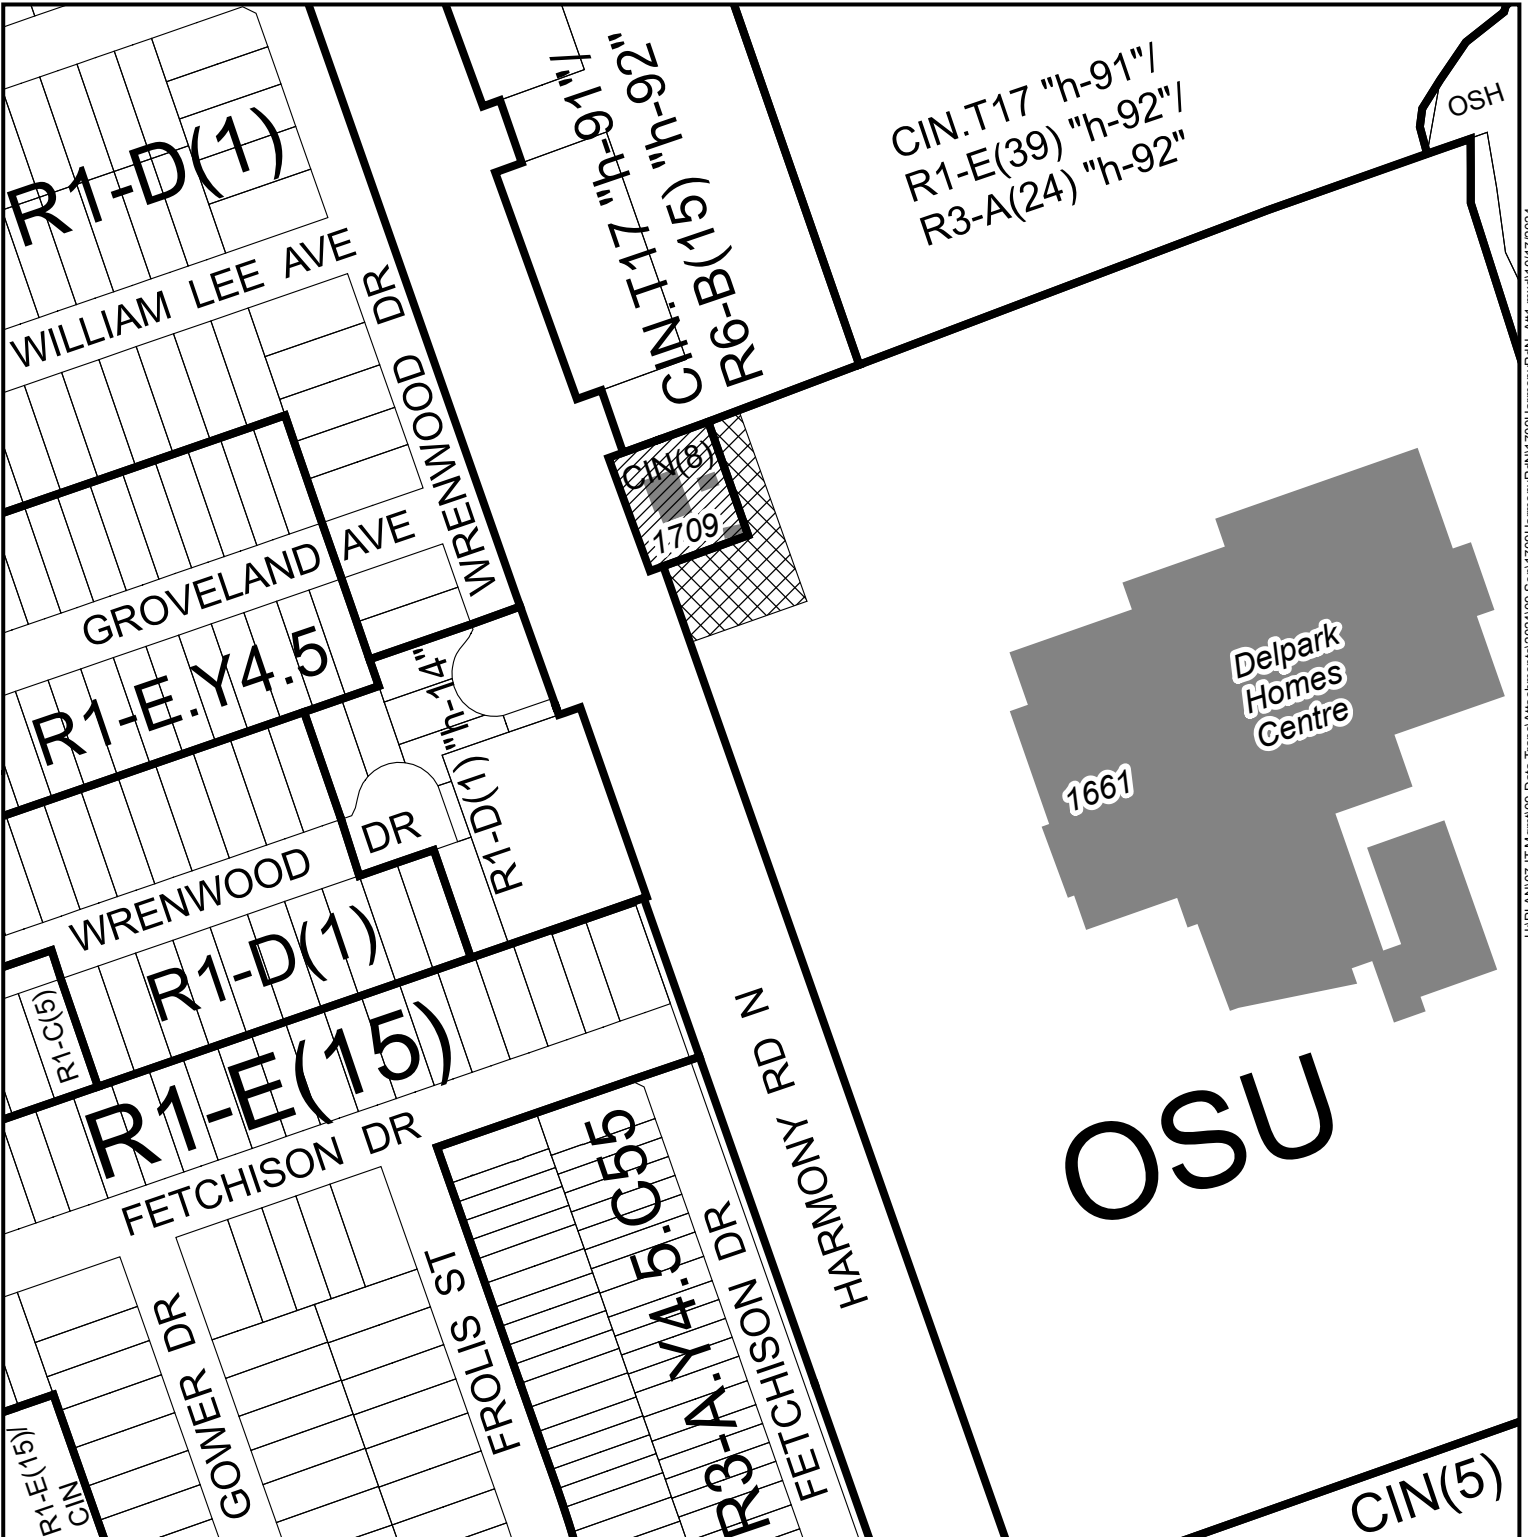 CIN.T17 "h-91"/
R6-B(15) "h-92"
CIN.T17 "h-91"/
R1-E(39) "h-92"/
R3-A(24) "h-92"
OSH
R1-D(1)
WILLIAM LEE AVE
WRENWOOD DR
CIN(8)
1709
GROVELAND AVE
R1-E.Y4.5
R1-D(1) "h-14"
Delpark
Homes
Centre
1661
WRENWOOD DR
R1-D(1)
R1-C(5)
R1-E(15)
FETCHISON DR
HARMONY RD N
OSU
R3-A.Y4.5.C55
FETCHISON DR
FROLIS ST
GOWER DR
R1-E(15)/
CIN
CIN(5)